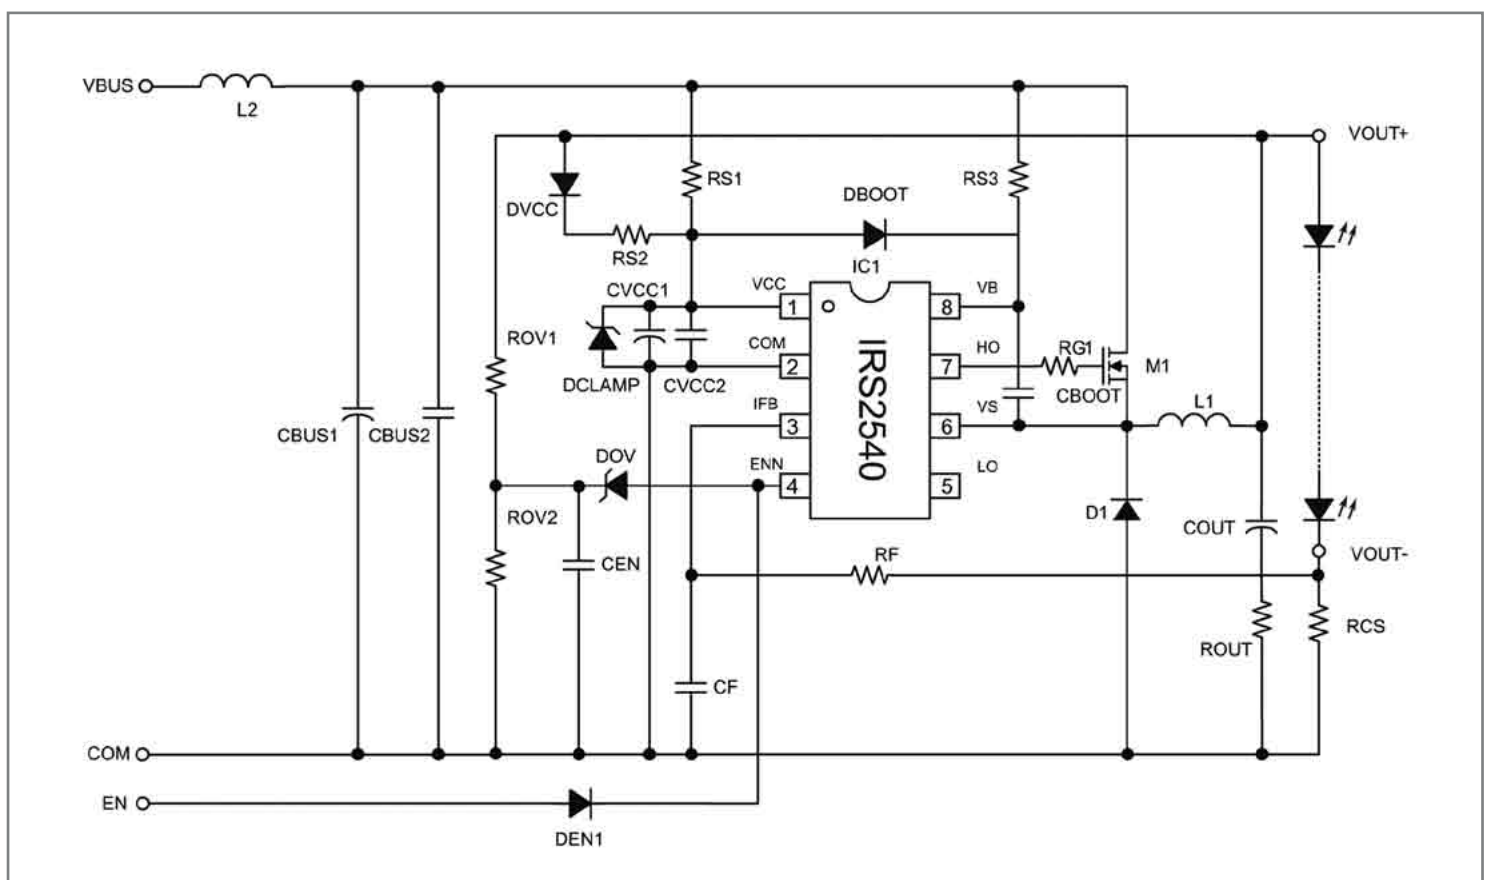 VBUS
L2
VOUT+
RS1
RS3
DBOOT
DVCC
RS2
IC1
CVCC1
VCC
1
8
VB
ROV1
COM
2
7
HO
RG1
M1
DCLAMP
CVCC2
CBOOT
IFB
3
6
VS
L1
CBUS1
CBUS2
IRS2540
DOV
ENN
4
5
LO
ROV2
D1
COUT
CEN
RF
VOUT-
ROUT
RCS
CF
COM
EN
DEN1